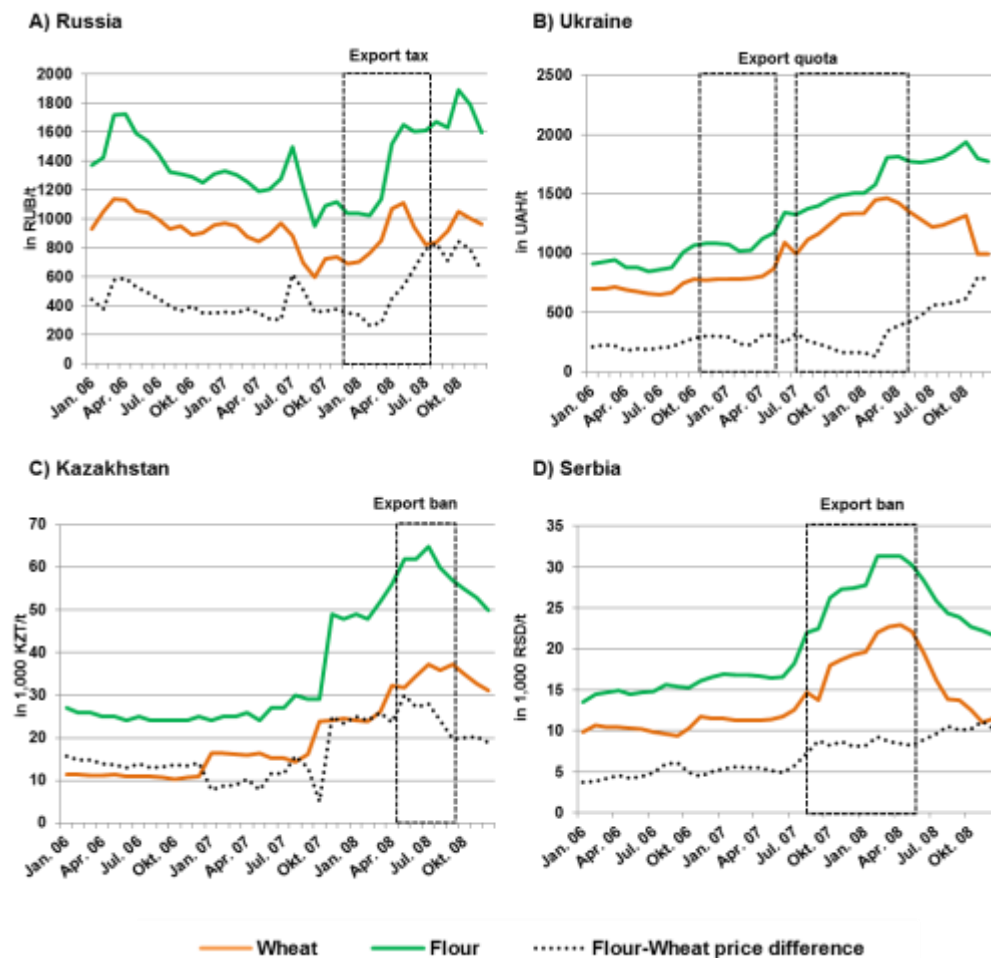 A) Russia
Export tax
in RUB/t
2000
1800
1600
1400
1200
1000
800
600
400
200
0
Jan. 06
Apr. 06
Jul. 06
Okt. 06
Jan. 07
Apr. 07
Jul. 07
Okt. 07
Jan. 08
Apr. 08
Jul. 08
Okt. 08
B) Ukraine
Export quota
in UAH/t
2500
2000
1500
1000
500
0
Jan. 06
Apr. 06
Jul. 06
Okt. 06
Jan. 07
Apr. 07
Jul. 07
Okt. 07
Jan. 08
Apr. 08
Jul. 08
Okt. 08
C) Kazakhstan
Export ban
in 1,000 KZT/t
70
60
50
40
30
20
10
0
Jan. 06
Apr. 06
Jul. 06
Okt. 06
Jan. 07
Apr. 07
Jul. 07
Okt. 07
Jan. 08
Apr. 08
Jul. 08
Okt. 08
D) Serbia
Export ban
in 1,000 RSD/t
35
30
25
20
15
10
5
0
Jan. 06
Apr. 06
Jul. 06
Okt. 06
Jan. 07
Apr. 07
Jul. 07
Okt. 07
Jan. 08
Apr. 08
Jul. 08
Okt. 08
Wheat
Flour
Flour-Wheat price difference